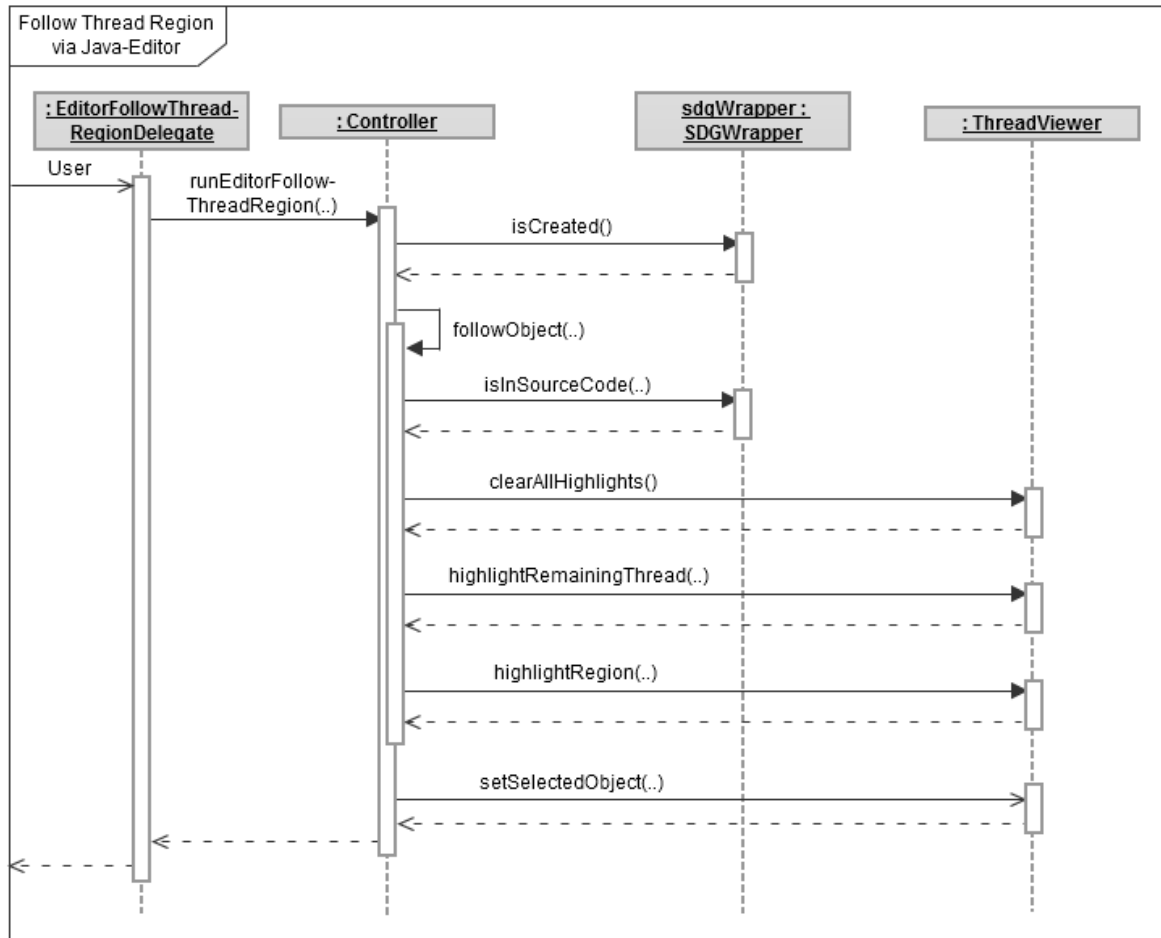 Follow Thread Region
via Java-Editor
: EditorFollowThread-
RegionDelegate
: Controller
sdqWrapper :
SDGWrapper
: ThreadViewer
User
runEditorFollow-
ThreadRegion(..)
isCreated()
followObject(..)
isInSourceCode(..)
clearAllHighlights()
highlightRemainingThread(..)
highlightRegion(..)
setSelectedObject(..)